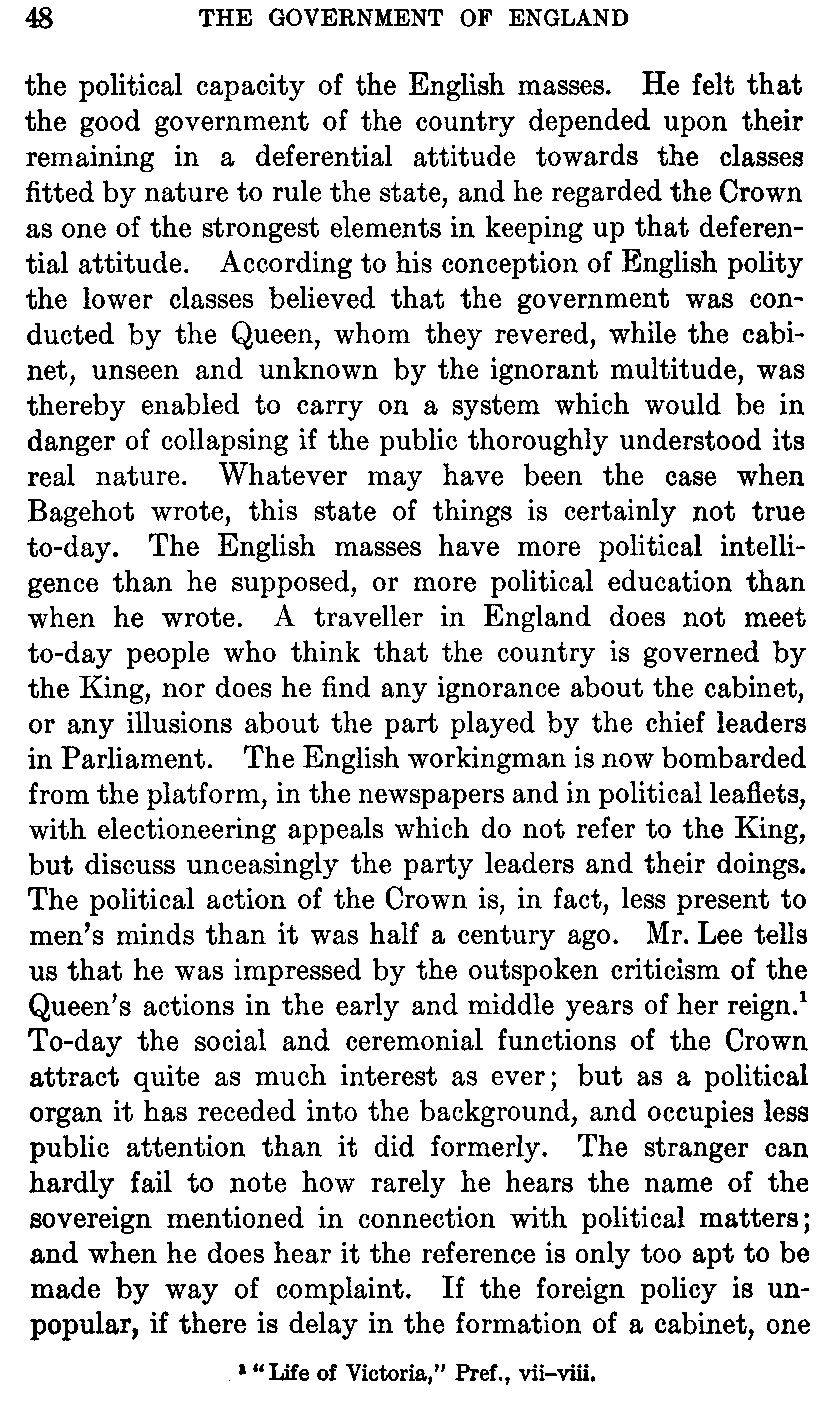 48 THE GOVERNMENT OF ENGLAND
the political capacity of the English masses. He felt that
the good government of the country depended upon their
remaining in a deferential attitude towards the classes
fitted by nature to rule the state, and he regarded the Crown
as one of the strongest elements in keeping up that deferen-
tial attitude. According to his conception of English polity
the lower classes believed that the government was con-
ducted by the Queen, whom they revered, while the cabi-
net, unseen and unknown by the ignorant multitude, was
thereby enabled to carry on a system which would be in
danger of collapsing if the public thoroughly understood its
real nature. Whatever may have been the case when
Bagehot wrote, this state of things is certainly not true
to-day. The English masses have more political intelli-
gence than he supposed, or more political education than
when he wrote. A traveller in England does not meet
to-day people who think that the country is governed by
the King, nor does he find any ignorance about the cabinet,
or any illusions about the part played by the chief leaders
in Parliament. The English workingman is now bombarded
from the platform, in the newspapers and in political leaflets,
with electioneering appeals which do not refer to the King,
but discuss unceasingly the party leaders and their doings.
The political action of the Crown is, in fact, less present to
men's minds than it was half a century ago. Mr. Lee tells
us that he was impressed by the outspoken criticism of the
Queen's actions in the early and middle years of her reign.¹
To-day the social and ceremonial functions of the Crown
attract quite as much interest as ever; but as a political
organ it has receded into the background, and occupies less
public attention than it did formerly. The stranger can
hardly fail to note how rarely he hears the name of the
sovereign mentioned in connection with political matters;
and when he does hear it the reference is only too apt to be
made by way of complaint. If the foreign policy is un-
popular, if there is delay in the formation of a cabinet, one
¹ "Life of Victoria," Pref., vii–viii.